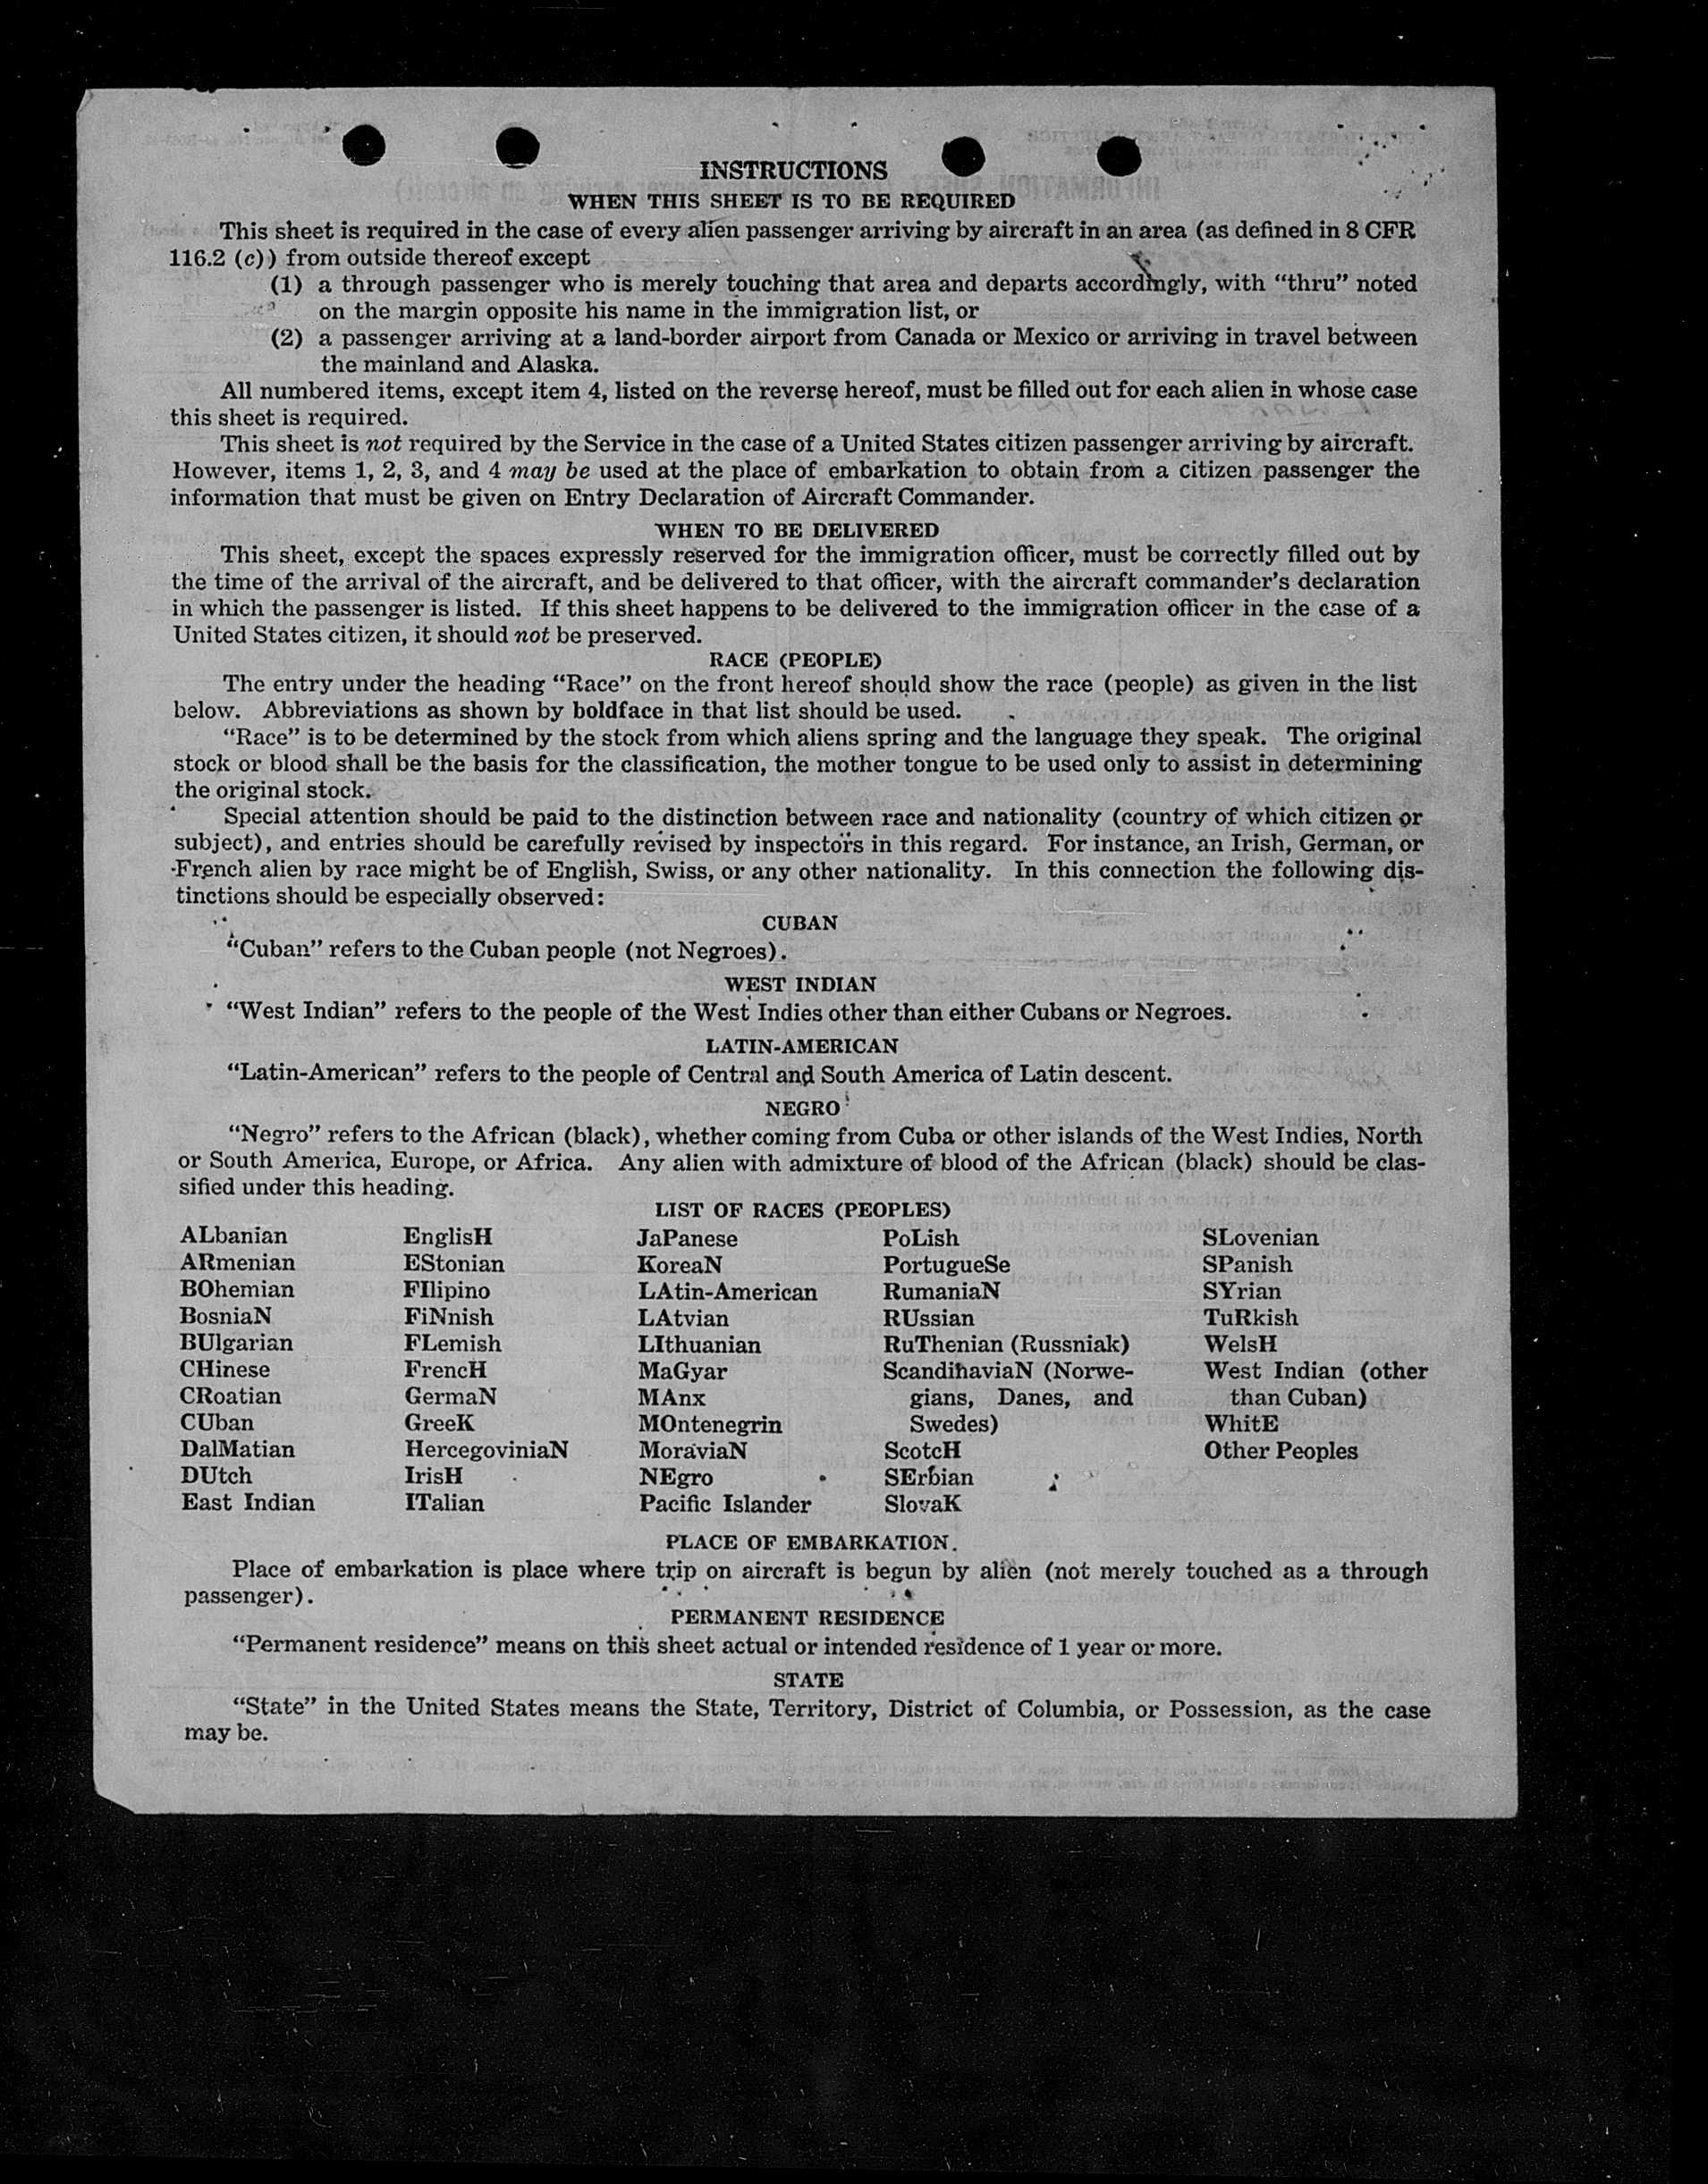 INSTRUCTIONS
WHEN THIS SHEET IS TO BE REQUIRED
This sheet is required in the case of every alien passenger arriving by aircraft in an area (as defined in 8 CFR
116.2 (c)) from outside thereof except
(1) a through passenger who is merely touching that area and departs accordingly, with “thru” noted
on the margin opposite his name in the immigration list, or
(2) a passenger arriving at a land-border airport from Canada or Mexico or arriving in travel between
the mainland and Alaska.
All numbered items, except item 4, listed on the reverse hereof, must be filled out for each alien in whose case
this sheet is required.
This sheet is not required by the Service in the case of a United States citizen passenger arriving by aircraft.
However, items 1, 2, 3, and 4 may be used at the place of embarkation to obtain from a citizen passenger the
information that must be given on Entry Declaration of Aircraft Commander.
WHEN TO BE DELIVERED
This sheet, except the spaces expressly reserved for the immigration officer, must be correctly filled out by
the time of the arrival of the aircraft, and be delivered to that officer, with the aircraft commander’s declaration
in which the passenger is listed. If this sheet happens to be delivered to the immigration officer in the case of a
United States citizen, it should not be preserved.
RACE (PEOPLE)
The entry under the heading “Race” on the front hereof should show the race (people) as given in the list
below. Abbreviations as shown by boldface in that list should be used.
“Race” is to be determined by the stock from which aliens spring and the language they speak. The original
stock or blood shall be the basis for the classification, the mother tongue to be used only to assist in determining
the original stock.
Special attention should be paid to the distinction between race and nationality (country of which citizen or
subject), and entries should be carefully revised by inspectors in this regard. For instance, an Irish, German, or
French alien by race might be of English, Swiss, or any other nationality. In this connection the following dis-
tinctions should be especially observed:
CUBAN
“Cuban” refers to the Cuban people (not Negroes).
WEST INDIAN
“West Indian” refers to the people of the West Indies other than either Cubans or Negroes.
LATIN-AMERICAN
“Latin-American” refers to the people of Central and South America of Latin descent.
NEGRO
“Negro” refers to the African (black), whether coming from Cuba or other islands of the West Indies, North
or South America, Europe, or Africa. Any alien with admixture of blood of the African (black) should be clas-
sified under this heading.
LIST OF RACES (PEOPLES)
ALbanian EnglisH JaPanese PoLish SLovenian
ARmenian EStonian KoreaN PortugueSe SPanish
BOhemian FIlipino LAtin-American RumaniaN SYrian
BosniaN FiNnish LAtvian RUssian TuRkish
BUlgarian FLemish LIthuanian RuThenian (Russniak) WelsH
CHinese FrencH MaGyar ScandinaviaN (Norwe- West Indian (other
CRoatian GermaN MAnx gians, Danes, and than Cuban)
CUban GreeK MOntenegrin Swedes) WhitE
DalMatian HercegoviniaN MoraviaN ScotcH Other Peoples
DUtch IrisH NEgro SErbian
East Indian ITalian Pacific Islander SlovaK
PLACE OF EMBARKATION.
Place of embarkation is place where trip on aircraft is begun by alien (not merely touched as a through
passenger).
PERMANENT RESIDENCE
“Permanent residence” means on this sheet actual or intended residence of 1 year or more.
STATE
“State” in the United States means the State, Territory, District of Columbia, or Possession, as the case
may be.